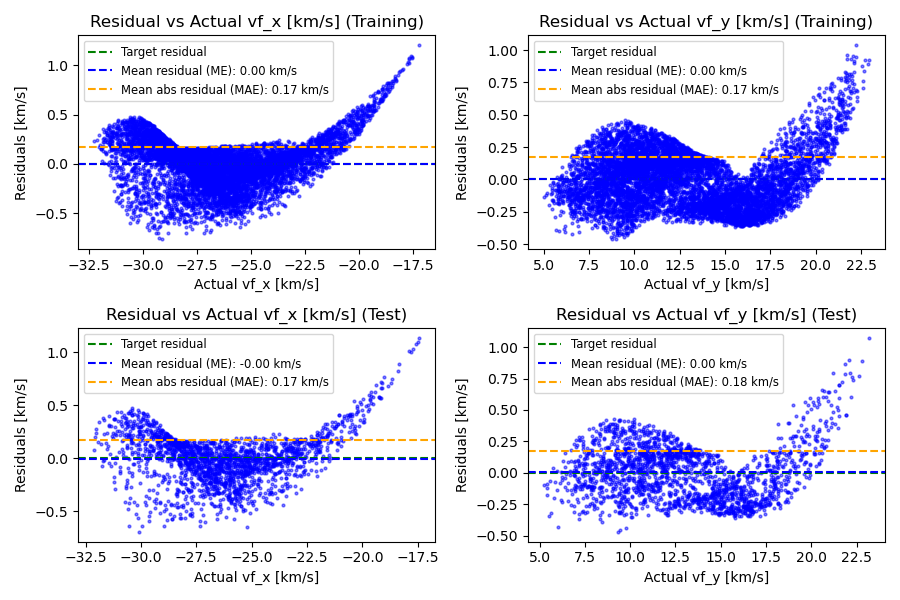 Residual vs Actual vf_x [km/s] (Training)
Residuals [km/s]
1.0
0.5
0.0
−0.5
Target residual
Mean residual (ME): 0.00 km/s
Mean abs residual (MAE): 0.17 km/s
−32.5 −30.0 −27.5 −25.0 −22.5 −20.0 −17.5
Actual vf_x [km/s]
Residual vs Actual vf_y [km/s] (Training)
Residuals [km/s]
1.00
0.75
0.50
0.25
0.00
−0.25
−0.50
Target residual
Mean residual (ME): 0.00 km/s
Mean abs residual (MAE): 0.17 km/s
5.0 7.5 10.0 12.5 15.0 17.5 20.0 22.5
Actual vf_y [km/s]
Residual vs Actual vf_x [km/s] (Test)
Residuals [km/s]
1.0
0.5
0.0
−0.5
Target residual
Mean residual (ME): -0.00 km/s
Mean abs residual (MAE): 0.17 km/s
−32.5 −30.0 −27.5 −25.0 −22.5 −20.0 −17.5
Actual vf_x [km/s]
Residual vs Actual vf_y [km/s] (Test)
Residuals [km/s]
1.00
0.75
0.50
0.25
0.00
−0.25
−0.50
Target residual
Mean residual (ME): 0.00 km/s
Mean abs residual (MAE): 0.18 km/s
5.0 7.5 10.0 12.5 15.0 17.5 20.0 22.5
Actual vf_y [km/s]